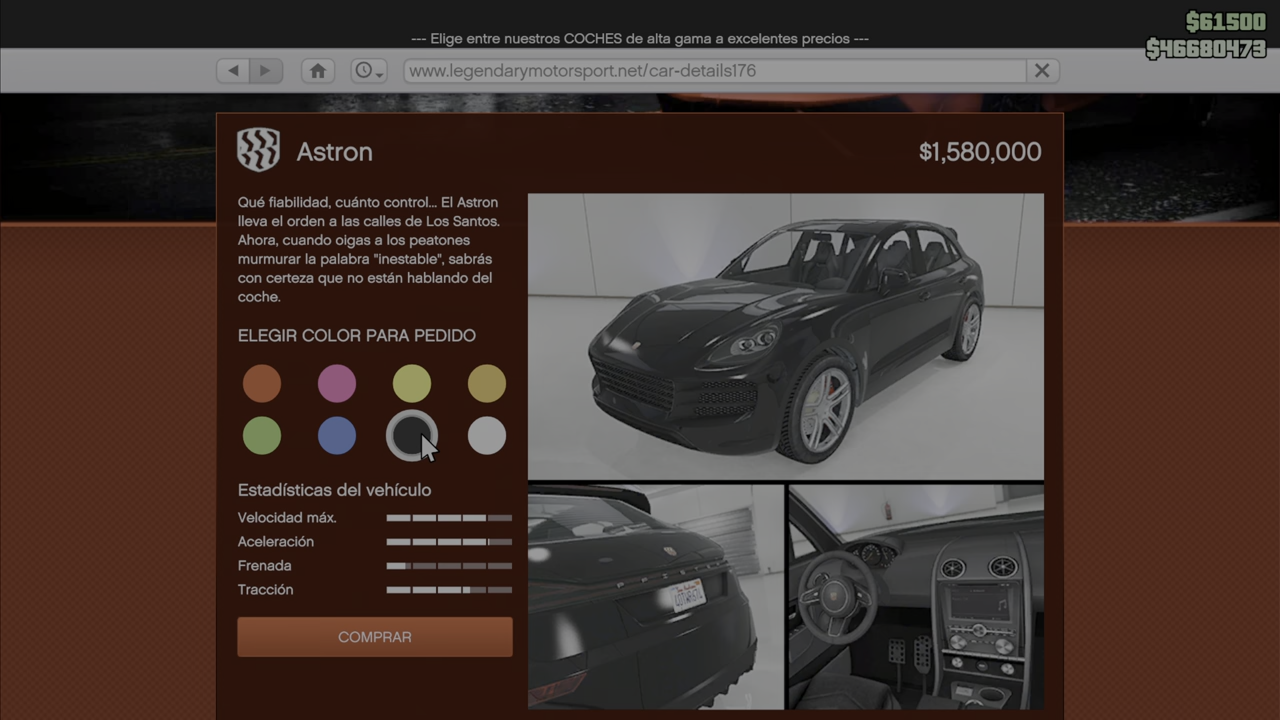 $61500
--- Elige entre nuestros COCHES de alta gama a excelentes precios ---
$46680473
www.legendarymotorsport.net/car-details176
Astron
$1,580,000
Qué fiabilidad, cuánto control... El Astron
lleva el orden a las calles de Los Santos.
Ahora, cuando oigas a los peatones
murmurar la palabra "inestable", sabrás
con certeza que no están hablando del
coche.
ELEGIR COLOR PARA PEDIDO
Estadísticas del vehículo
Velocidad máx.
Aceleración
Frenada
Tracción
COMPRAR